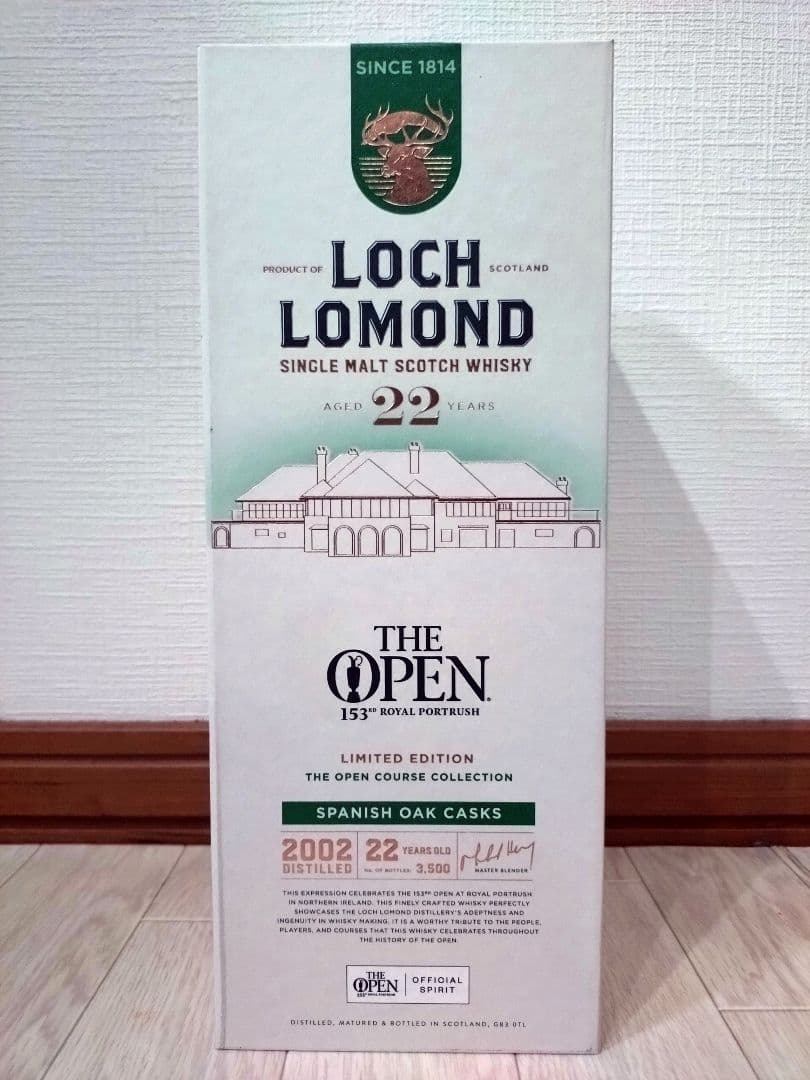 SINCE 1814
PRODUCT OF LOCH SCOTLAND
LOMOND
SINGLE MALT SCOTCH WHISKY
AGED 22 YEARS
THE
OPEN®
153RD ROYAL PORTRUSH
LIMITED EDITION
THE OPEN COURSE COLLECTION
SPANISH OAK CASKS
2002 22 YEARS OLD
DISTILLED No. OF BOTTLES: 3,500 MASTER BLENDER
THIS EXPRESSION CELEBRATES THE 153RD OPEN AT ROYAL PORTRUSH
IN NORTHERN IRELAND. THIS FINELY CRAFTED WHISKY PERFECTLY
SHOWCASES THE LOCH LOMOND DISTILLERY'S ADEPTNESS AND
INGENUITY IN WHISKY MAKING. IT IS A WORTHY TRIBUTE TO THE PEOPLE,
PLAYERS, AND COURSES THAT THIS WHISKY CELEBRATES THROUGHOUT
THE HISTORY OF THE OPEN.
THE OFFICIAL
OPEN SPIRIT
153RD ROYAL PORTRUSH
DISTILLED, MATURED & BOTTLED IN SCOTLAND, G83 0TL